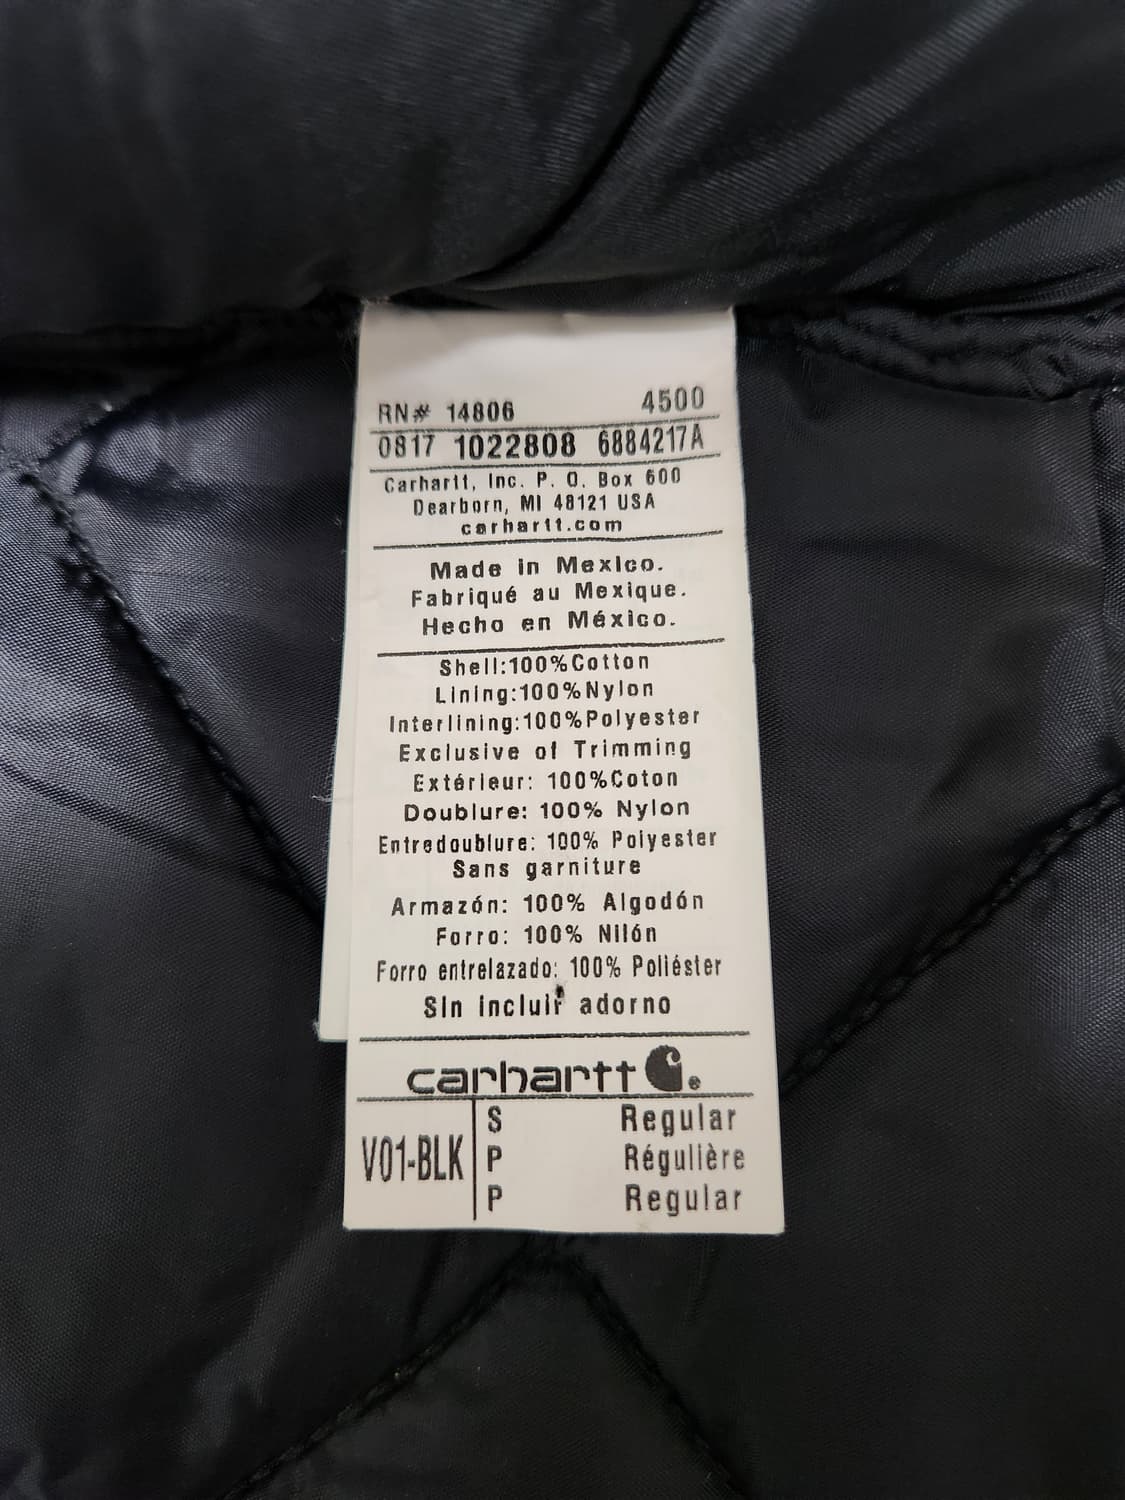 RN# 14806 4500
0817 1022808 6884217A
Carhartt, Inc. P. O. Box 600
Dearborn, MI 48121 USA
carhartt.com
Made in Mexico.
Fabriqué au Mexique.
Hecho en México.
Shell:100%Cotton
Lining:100%Nylon
Interlining:100%Polyester
Exclusive of Trimming
Extérieur: 100%Coton
Doublure: 100% Nylon
Entredoublure: 100% Polyester
Sans garniture
Armazón: 100% Algodón
Forro: 100% Nilón
Forro entrelazado: 100% Poliéster
Sin incluir adorno
carhartt ®
V01-BLK
S Regular
P Régulière
P Regular